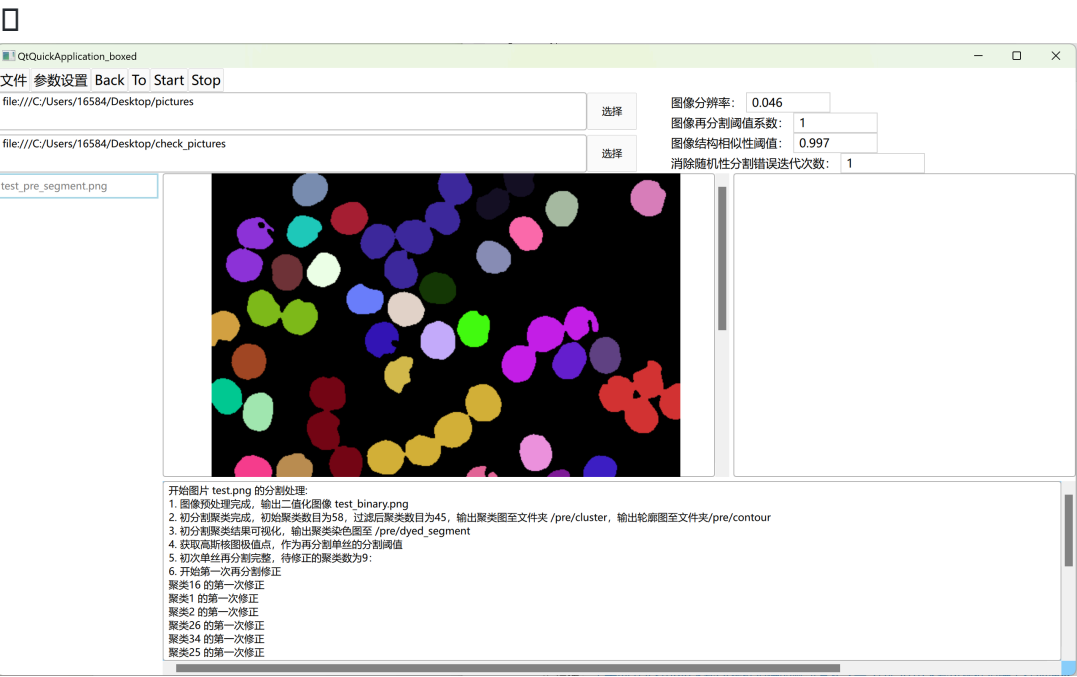 QtQuickApplication_boxed
文件 参数设置 Back To Start Stop
file:///C:/Users/16584/Desktop/pictures
选择
图像分辨率： 0.046
图像再分割阈值系数： 1
file:///C:/Users/16584/Desktop/check_pictures
选择
图像结构相似性阈值： 0.997
消除随机性分割错误迭代次数： 1
test_pre_segment.png
开始图片 test.png 的分割处理:
1. 图像预处理完成，输出二值化图像 test_binary.png
2. 初分割聚类完成，初始聚类数目为58，过滤后聚类数目为45，输出聚类图至文件夹 /pre/cluster，输出轮廓图至文件夹/pre/contour
3. 初分割聚类结果可视化，输出聚类染色图至 /pre/dyed_segment
4. 获取高斯核图极值点，作为再分割单丝的分割阈值
5. 初次单丝再分割完整，待修正的聚类数为9：
6. 开始第一次再分割修正
聚类16 的第一次修正
聚类1 的第一次修正
聚类2 的第一次修正
聚类26 的第一次修正
聚类34 的第一次修正
聚类25 的第一次修正